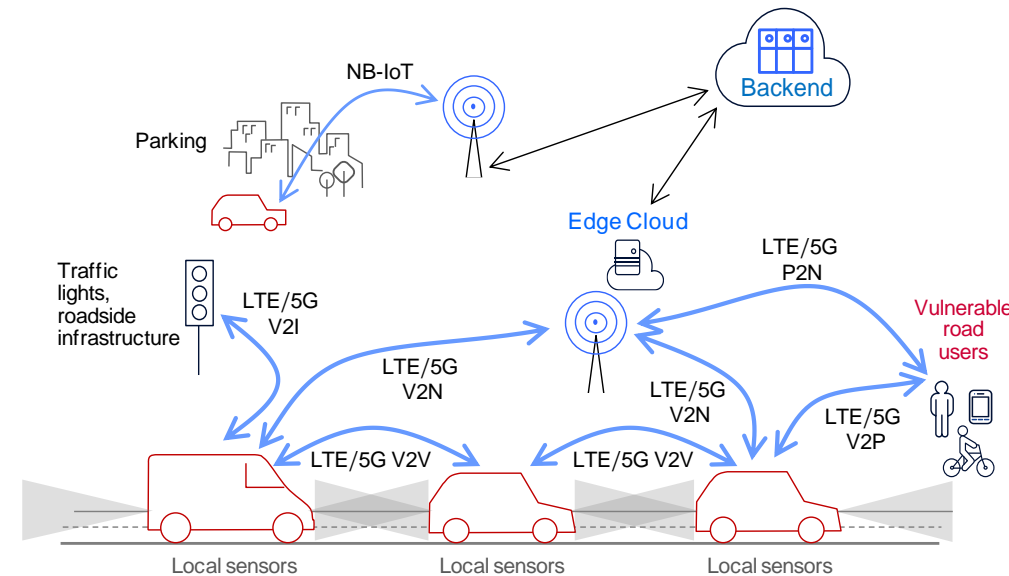 NB-IoT
Backend
Parking
Edge Cloud
LTE/5G
P2N
Traffic
lights,
roadside
infrastructure
LTE/5G
V2I
Vulnerable
road
users
LTE/5G
V2N
LTE/5G
V2N
LTE/5G
V2P
LTE/5G V2V
LTE/5G V2V
Local sensors
Local sensors
Local sensors